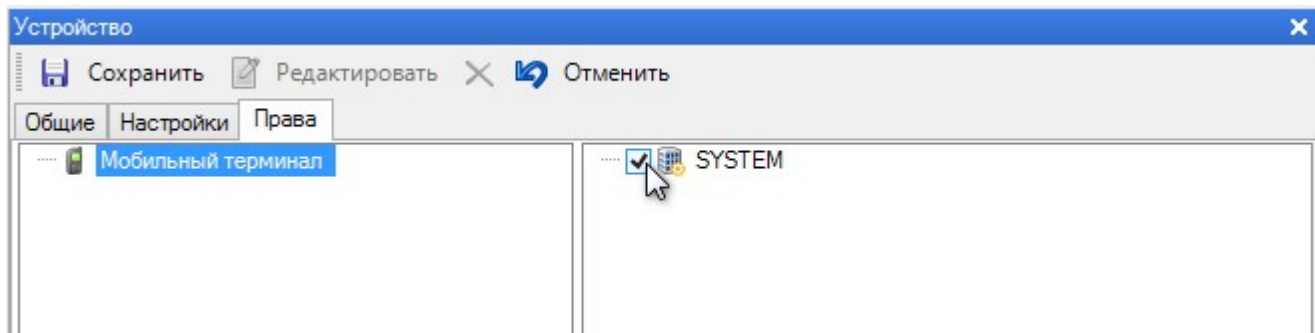 Устройство
Сохранить Редактировать Отменить
Общие Настройки Права
Мобильный терминал SYSTEM